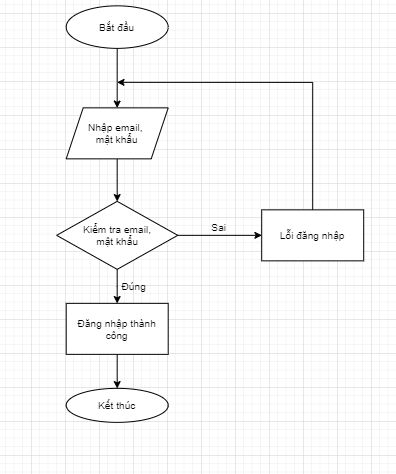 Bắt đầu
Nhập email,
mật khẩu
Kiểm tra email,
mật khẩu
Sai
Lỗi đăng nhập
Đúng
Đăng nhập thành
công
Kết thúc